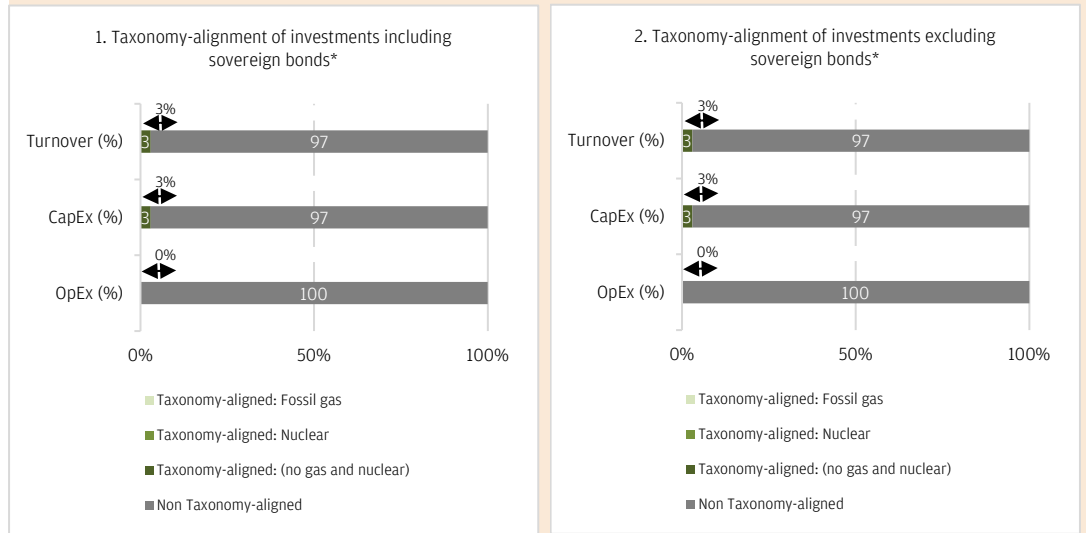 1. Taxonomy-alignment of investments including
sovereign bonds*
3%
Turnover (%)
3
97
3%
CapEx (%)
3
97
0%
OpEx (%)
100
0%
50%
100%
Taxonomy-aligned: Fossil gas
Taxonomy-aligned: Nuclear
Taxonomy-aligned: (no gas and nuclear)
Non Taxonomy-aligned
2. Taxonomy-alignment of investments excluding
sovereign bonds*
3%
Turnover (%)
3
97
3%
CapEx (%)
3
97
0%
OpEx (%)
100
0%
50%
100%
Taxonomy-aligned: Fossil gas
Taxonomy-aligned: Nuclear
Taxonomy-aligned: (no gas and nuclear)
Non Taxonomy-aligned